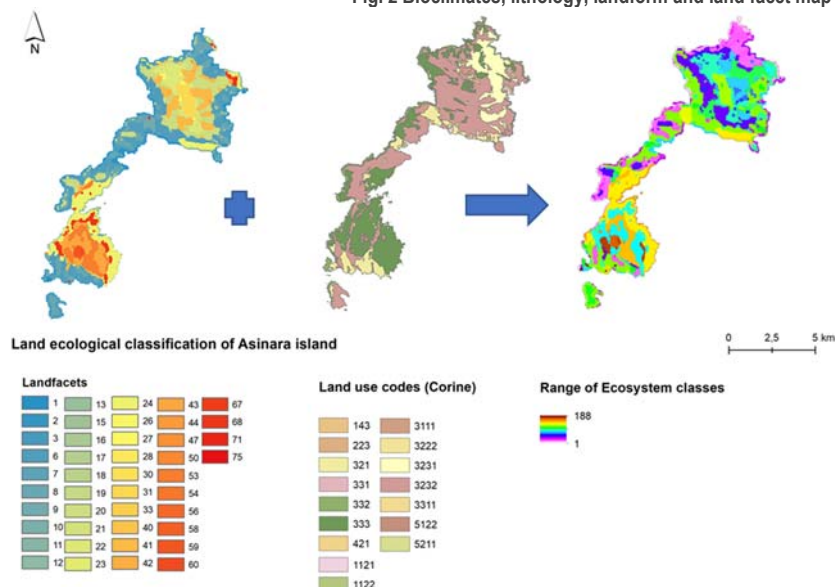 Fig. 2 Bioclimates, lithology, landform and land facet map
N
Land ecological classification of Asinara island
0 2,5 5 km
Landfacets
1 13 24 43 67
2 15 26 44 68
3 16 27 47 71
6 17 28 50 75
7 18 30 53
8 19 31 54
9 20 33 56
10 21 40 58
11 22 41 59
12 23 42 60
Land use codes (Corine)
143 3111
223 3222
321 3231
331 3232
332 3311
333 5122
421 5211
1121
1122
Range of Ecosystem classes
188
1